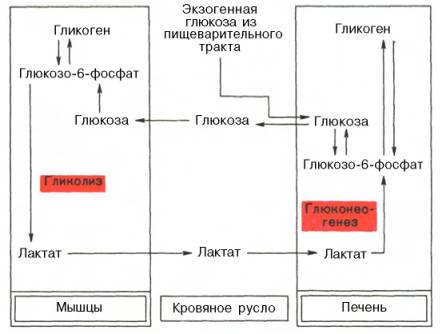 Экзогенная
глюкоза из
пищеварительного
тракта
Гликоген
Гликоген
Глюкозо-6-фосфат
Глюкоза
Глюкоза
Глюкоза
Глюкозо-6-фосфат
Гликолиз
Глюконео-
генез
Лактат
Лактат
Лактат
Мышцы
Кровяное русло
Печень